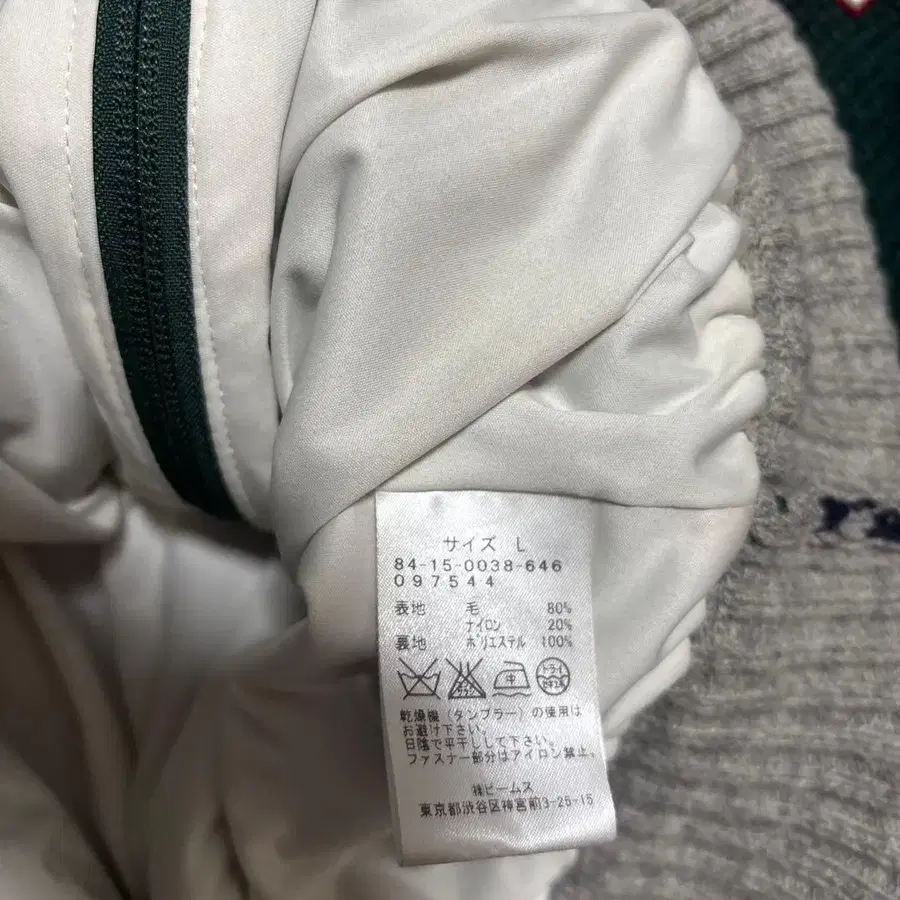 サイズ L
84-15-0038-646
097544
表地 毛 80%
ナイロン 20%
裏地 ポリエステル 100%
中 ドライ
乾燥機(タンブラー)の使用は
お避け下さい。
日陰で平干しして下さい。
ファスナー部分はアイロン禁止。
㈱ビームス
東京都渋谷区神宮前3-25-15